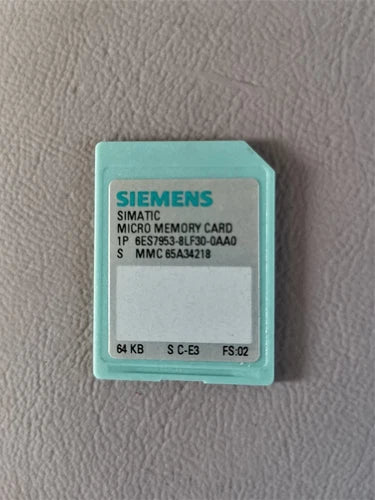 SIEMENS
SIMATIC
MICRO MEMORY CARD
1P 6ES7953-8LF30-0AA0
S MMC 65A34218
64 KB S C-E3 FS:02